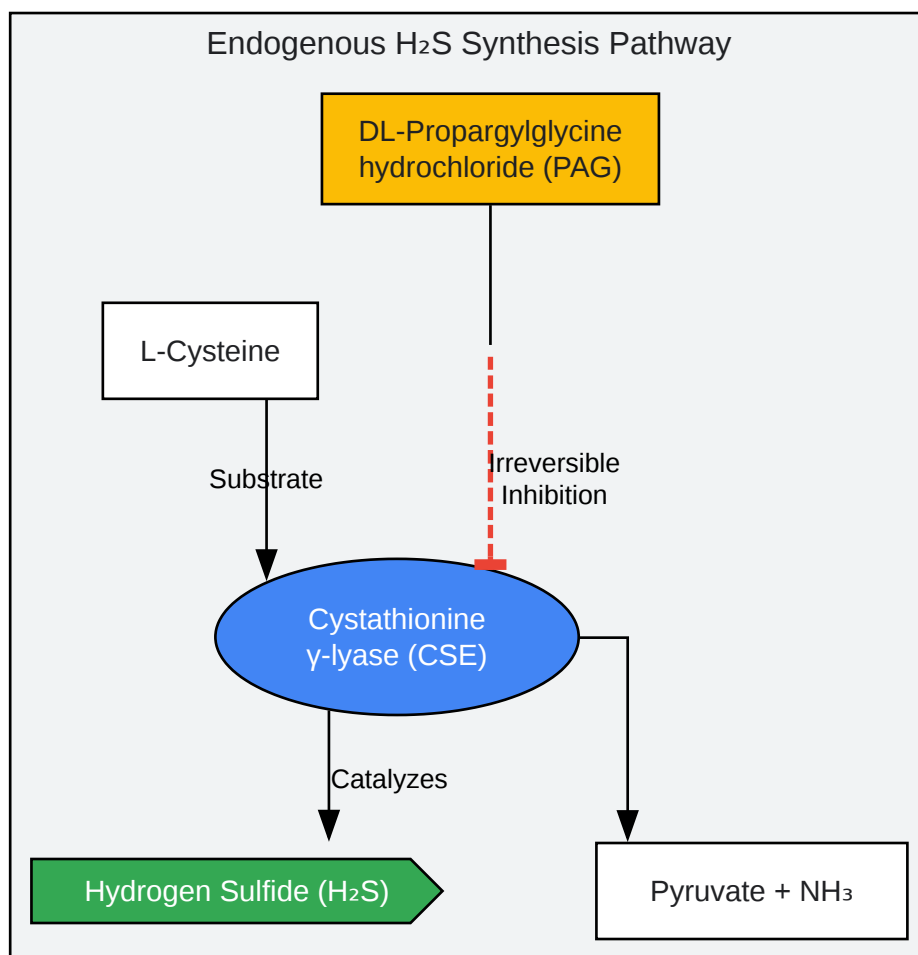 Endogenous H₂S Synthesis Pathway
DL-Propargylglycine
hydrochloride (PAG)
L-Cysteine
Substrate
Irreversible
Inhibition
Cystathionine
γ-lyase (CSE)
Catalyzes
Hydrogen Sulfide (H₂S)
Pyruvate + NH₃